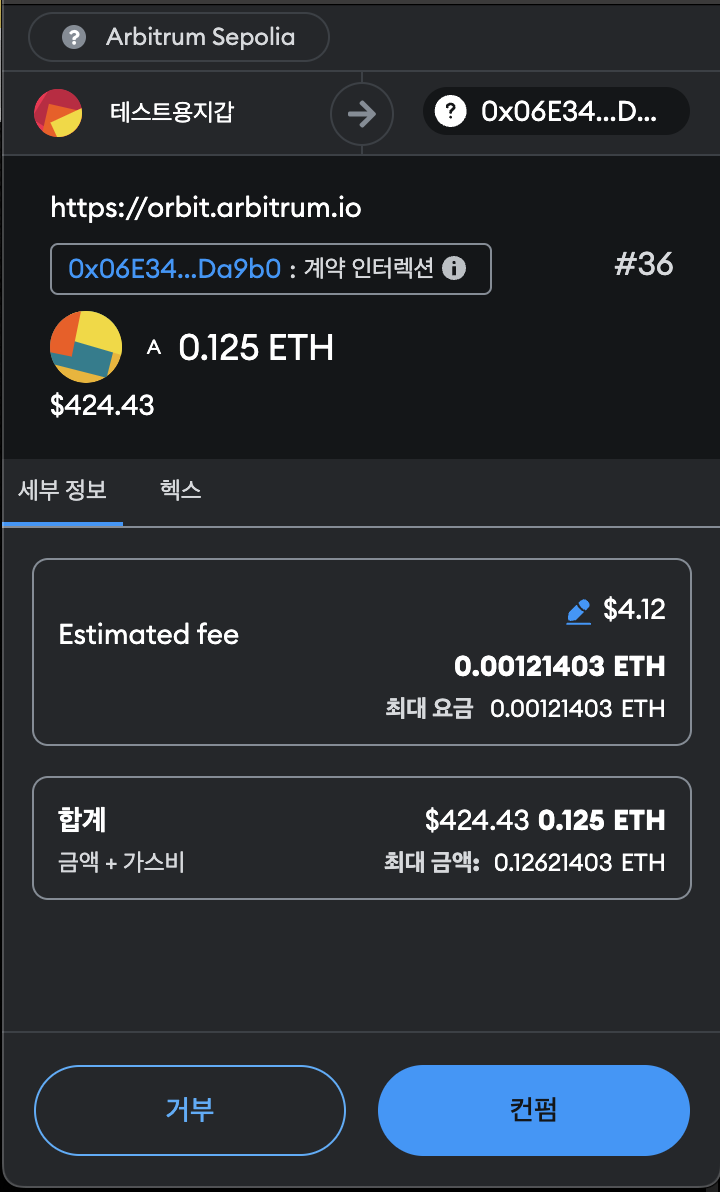 Arbitrum Sepolia
테스트용지갑
0x06E34...D...
https://orbit.arbitrum.io
0x06E34...Da9b0 : 계약 인터렉션
#36
A 0.125 ETH
$424.43
세부 정보 헥스
$4.12
Estimated fee
0.00121403 ETH
최대 요금 0.00121403 ETH
합계 $424.43 0.125 ETH
금액 + 가스비 최대 금액: 0.12621403 ETH
거부 컨펌